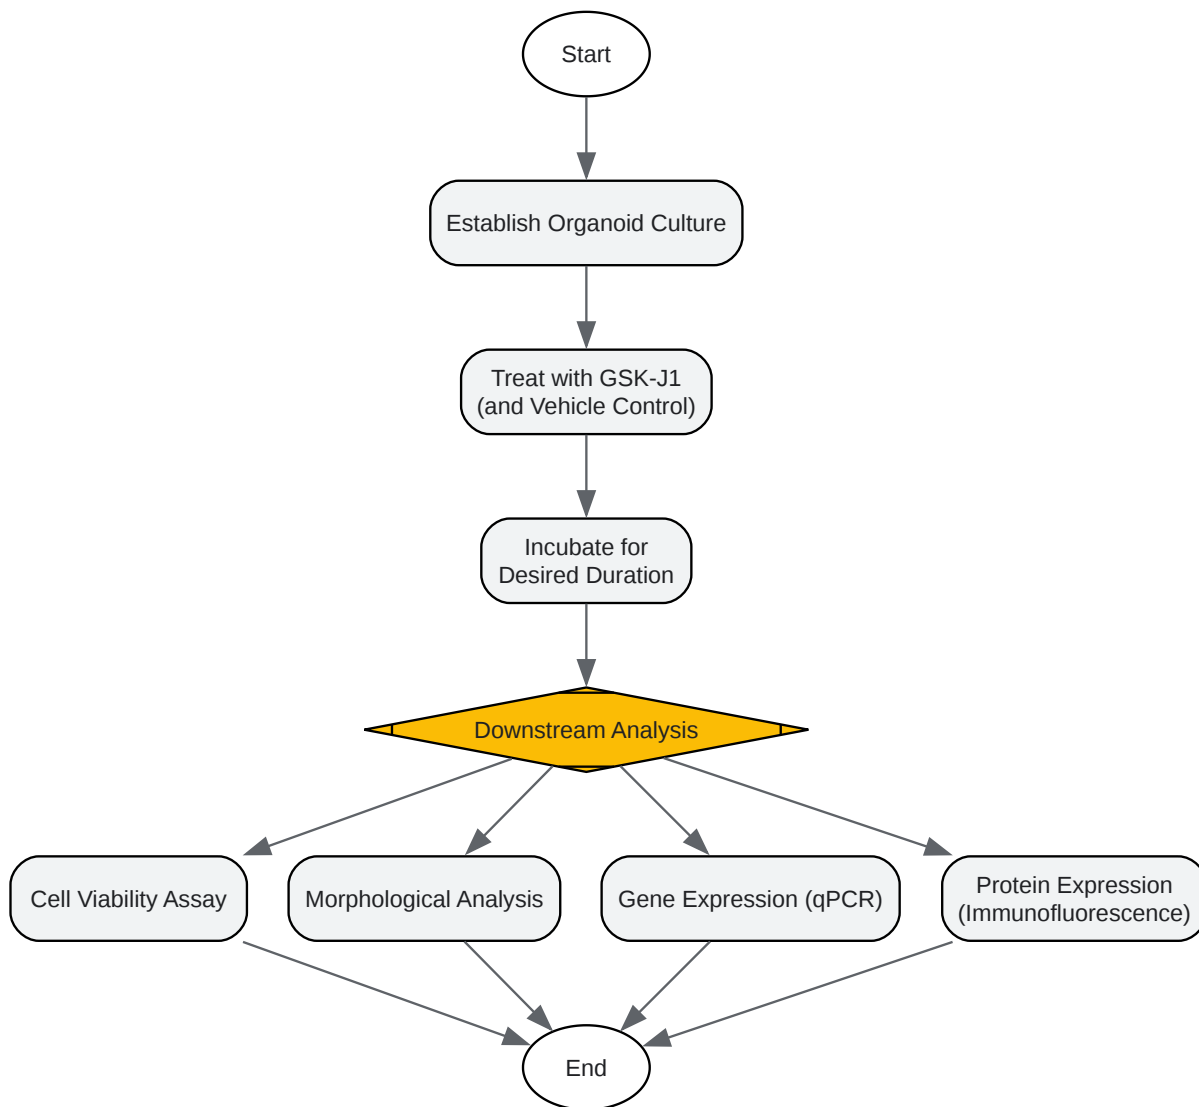 Start
Establish Organoid Culture
Treat with GSK-J1
(and Vehicle Control)
Incubate for
Desired Duration
Downstream Analysis
Cell Viability Assay
Morphological Analysis
Gene Expression (qPCR)
Protein Expression
(Immunofluorescence)
End